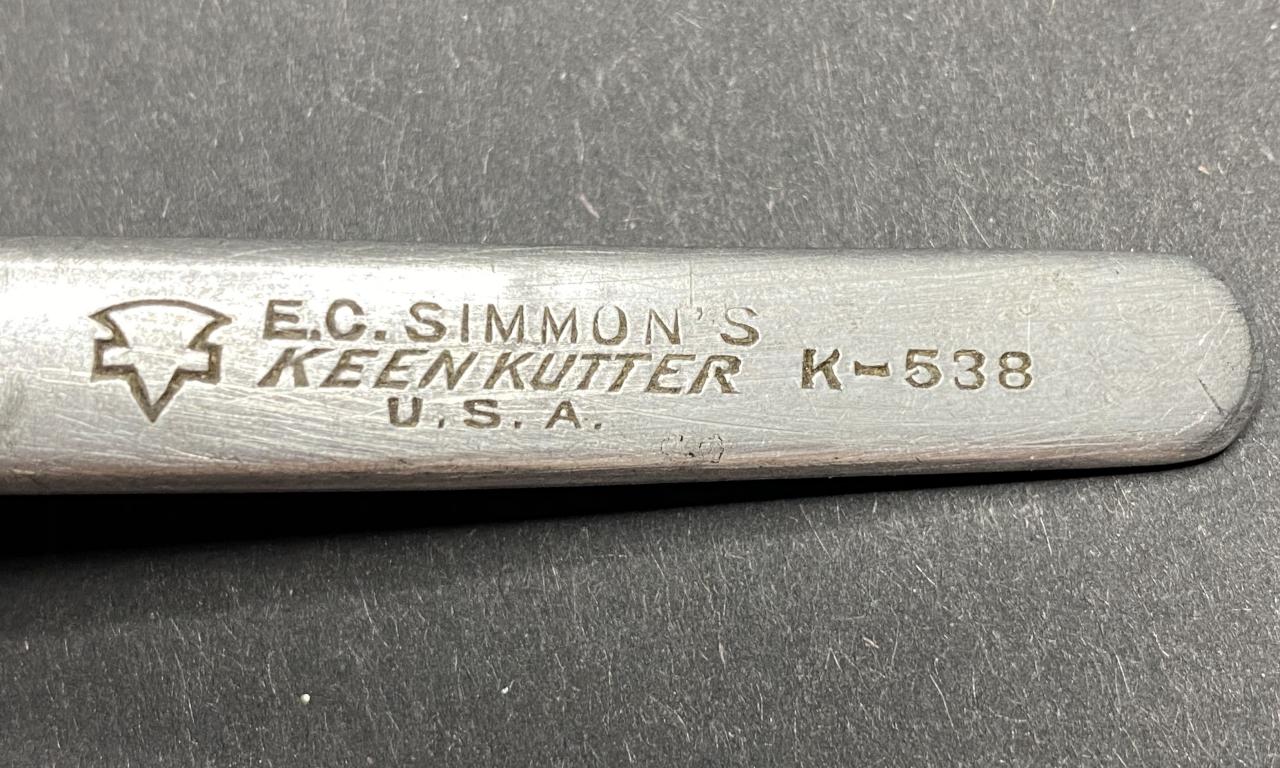 E.C. SIMMON'S
KEEN KUTTER
U.S.A.
K-538